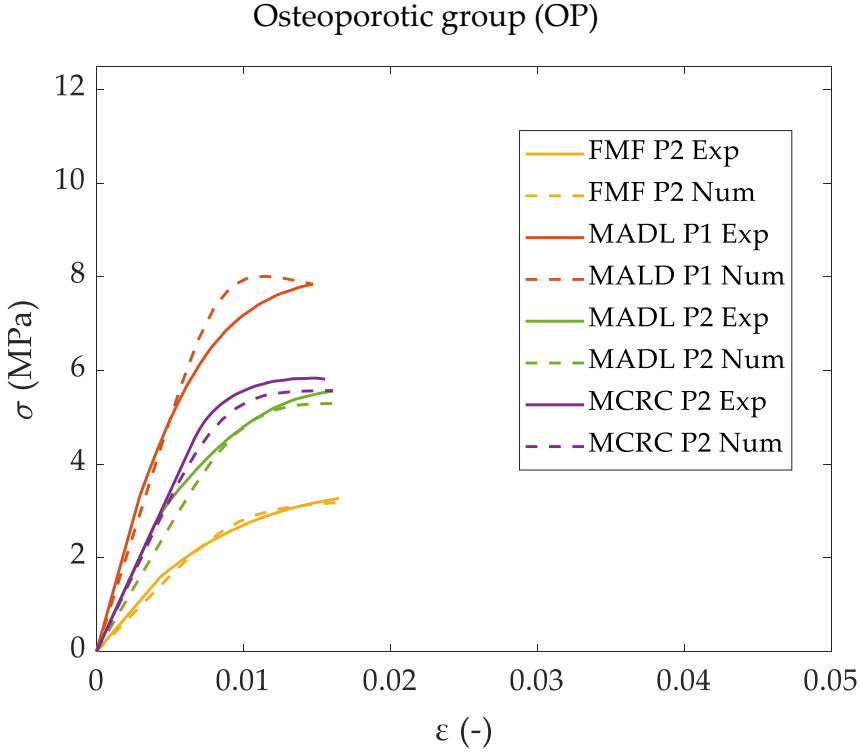 Osteoporotic group (OP)
12
10
8
6
4
2
0
σ (MPa)
FMF P2 Exp
FMF P2 Num
MADL P1 Exp
MALD P1 Num
MADL P2 Exp
MADL P2 Num
MCRC P2 Exp
MCRC P2 Num
0 0.01 0.02 0.03 0.04 0.05
ε (-)